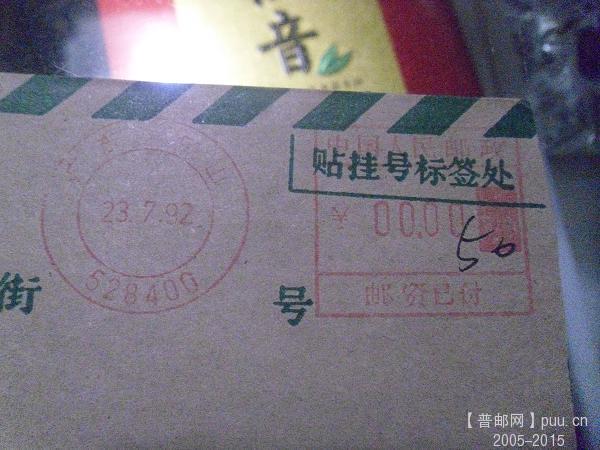 音
贴挂号标签处
00.00
50
23.7.92
528400
街
号
邮资已付
【普邮网】puu.cn
2005-2015